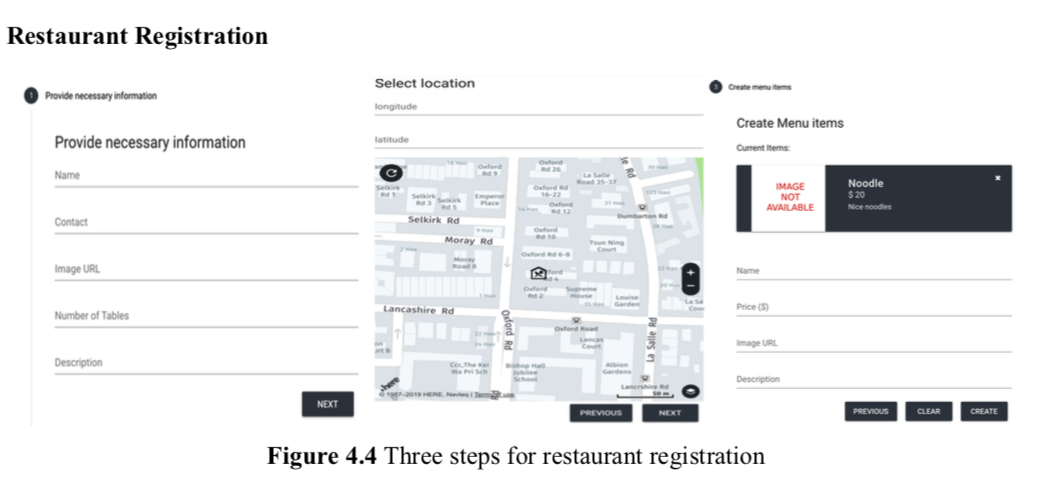 Restaurant Registration
1 Provide necessary information
Provide necessary information
Name
Contact
Image URL
Number of Tables
Description
NEXT
Select location
longitude
latitude
Oxford
Rd 9
Oxford
Rd 26
La Salle
Road 35-37
Selkirk
Rd 1
Selkirk
Rd 3
Selkirk
Rd 5
Emperor
Place
Oxford Rd
16-22
Oxford
Rd 12
Dumbarton Rd
Selkirk Rd
Moray Rd
Oxford
Rd 10
Tsun Ning
Court
Moray
Road 8
Oxford Rd 6-8
Oxford
Rd 2
Supreme
House
Louise
Garden
Lancashire Rd
Oxford Rd
Oxford Road
La Salle Rd
Lances
Court
Ccc,The Kei
Wa Pri Sch
Bishop Hall
Jubilee
School
Albion
Gardens
Lancashire Rd
here
© 1987–2019 HERE, Navteq | Terms of use
50 m
PREVIOUS
NEXT
3 Create menu items
Create Menu items
Current Items:
IMAGE
NOT
AVAILABLE
Noodle
$ 20
Nice noodles
Name
Price ($)
Image URL
Description
PREVIOUS
CLEAR
CREATE
Figure 4.4 Three steps for restaurant registration